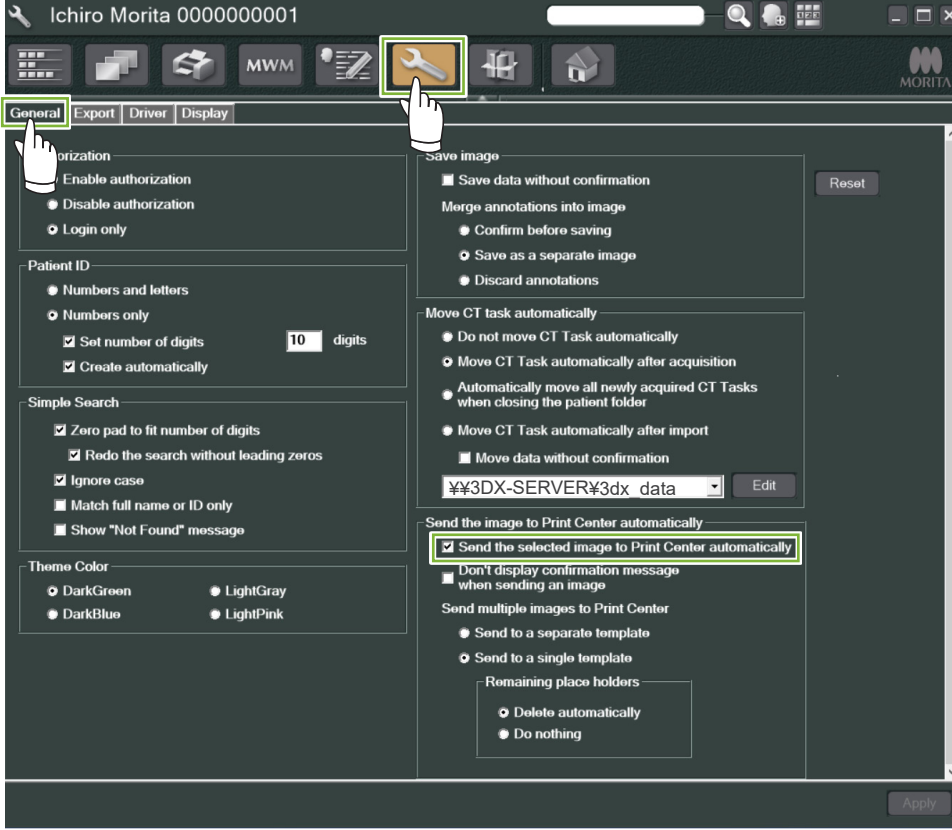 Ichiro Morita 0000000001
MWM
MORITA
General Export Driver Display
orization
Enable authorization
Disable authorization
Login only
Patient ID
Numbers and letters
Numbers only
Set number of digits 10 digits
Create automatically
Simple Search
Zero pad to fit number of digits
Redo the search without leading zeros
Ignore case
Match full name or ID only
Show "Not Found" message
Theme Color
DarkGreen LightGray
DarkBlue LightPink
Save image
Save data without confirmation
Merge annotations into image
Confirm before saving
Save as a separate image
Discard annotations
Move CT task automatically
Do not move CT Task automatically
Move CT Task automatically after acquisition
Automatically move all newly acquired CT Tasks
when closing the patient folder
Move CT Task automatically after import
Move data without confirmation
¥¥3DX-SERVER¥3dx_data Edit
Send the image to Print Center automatically
Send the selected image to Print Center automatically
Don't display confirmation message
when sending an image
Send multiple images to Print Center
Send to a separate template
Send to a single template
Remaining place holders
Delete automatically
Do nothing
Reset
Apply